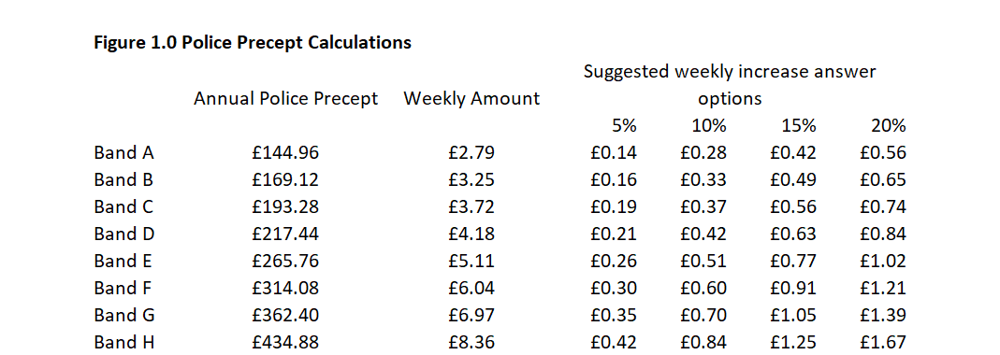 Figure 1.0 Police Precept Calculations
Suggested weekly increase answer
Annual Police Precept Weekly Amount options
5% 10% 15% 20%
Band A £144.96 £2.79 £0.14 £0.28 £0.42 £0.56
Band B £169.12 £3.25 £0.16 £0.33 £0.49 £0.65
Band C £193.28 £3.72 £0.19 £0.37 £0.56 £0.74
Band D £217.44 £4.18 £0.21 £0.42 £0.63 £0.84
Band E £265.76 £5.11 £0.26 £0.51 £0.77 £1.02
Band F £314.08 £6.04 £0.30 £0.60 £0.91 £1.21
Band G £362.40 £6.97 £0.35 £0.70 £1.05 £1.39
Band H £434.88 £8.36 £0.42 £0.84 £1.25 £1.67